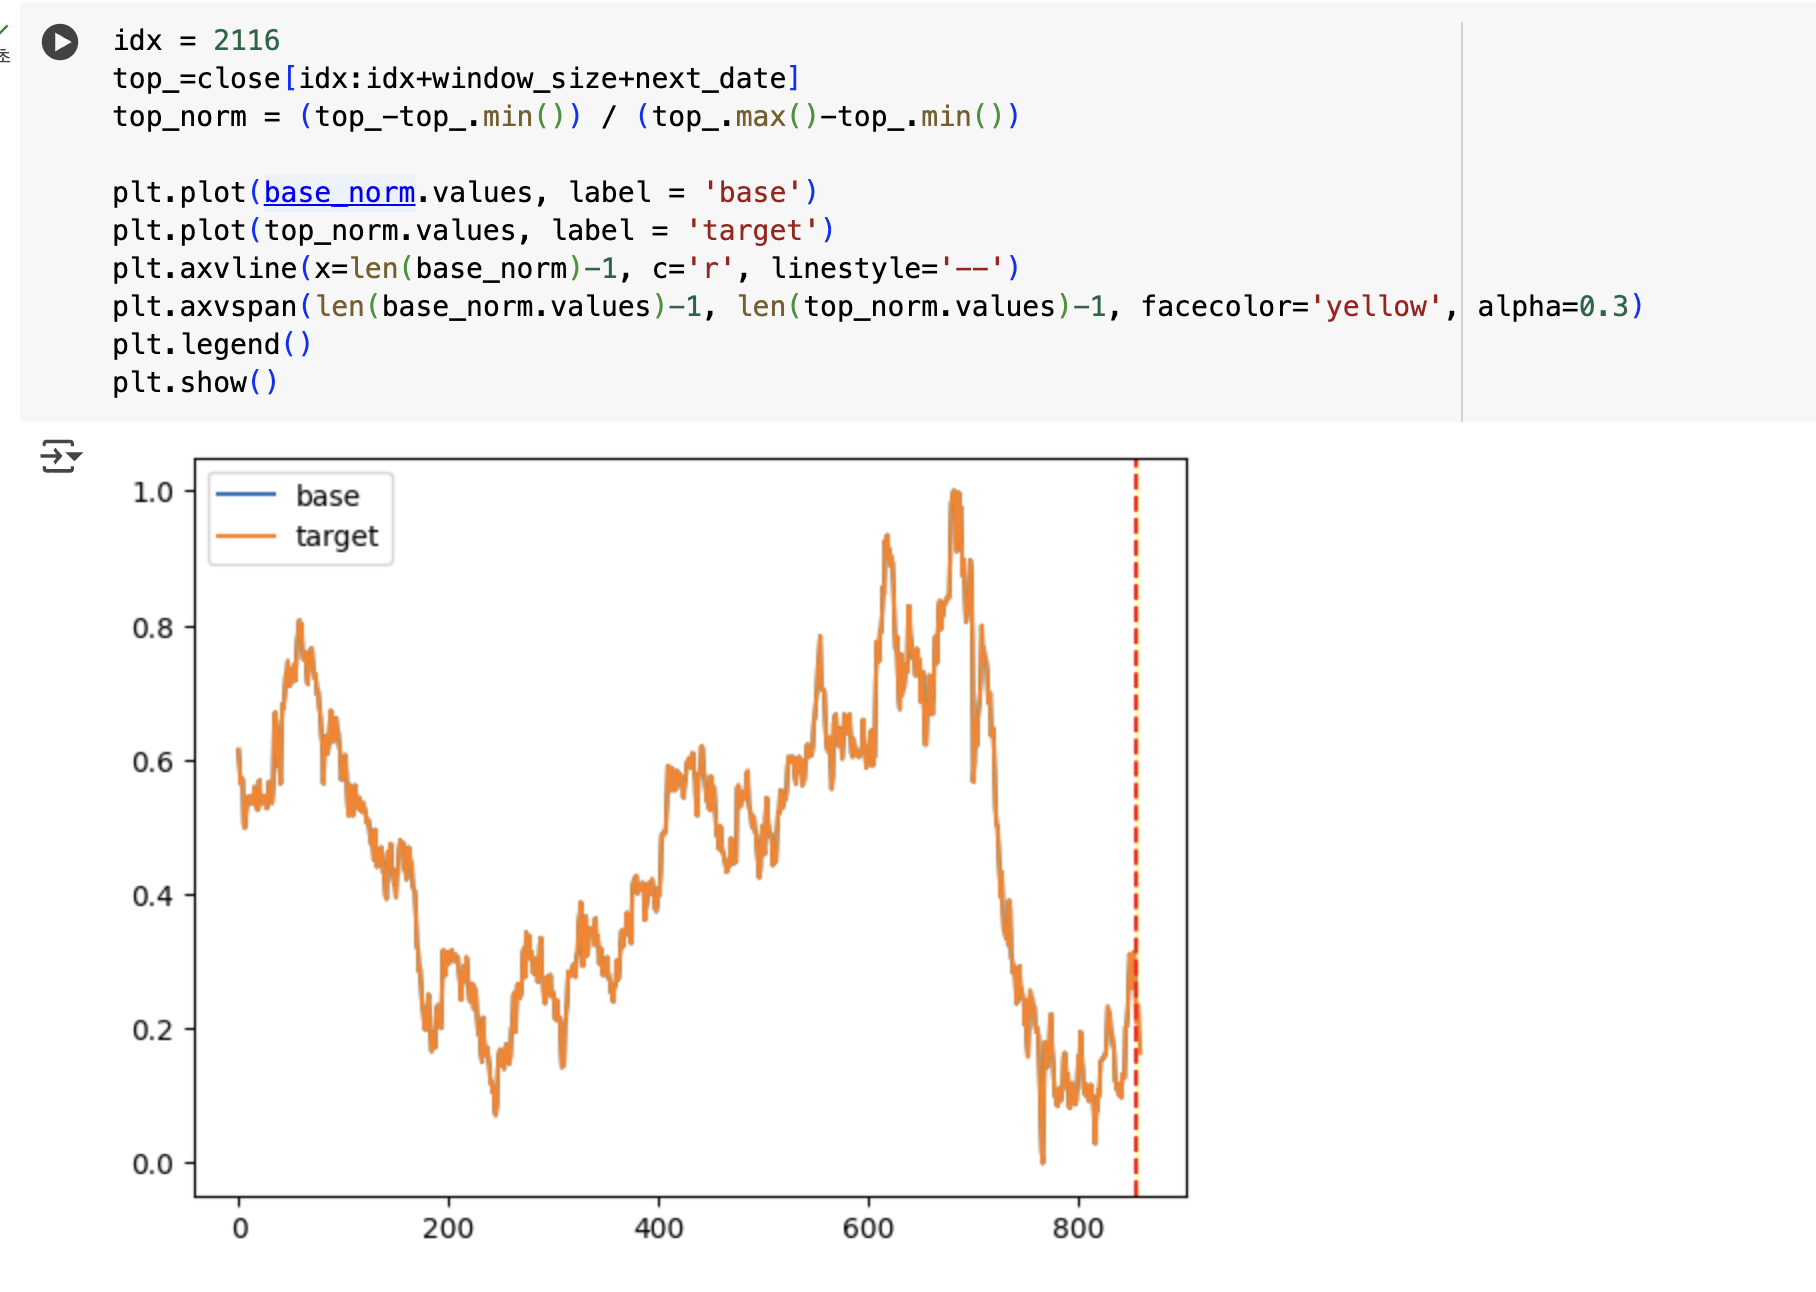 초
idx = 2116
top_=close[idx:idx+window_size+next_date]
top_norm = (top_-top_.min()) / (top_.max()-top_.min())
plt.plot(base_norm.values, label = 'base')
plt.plot(top_norm.values, label = 'target')
plt.axvline(x=len(base_norm)-1, c='r', linestyle='--')
plt.axvspan(len(base_norm.values)-1, len(top_norm.values)-1, facecolor='yellow', alpha=0.3)
plt.legend()
plt.show()
base
target
1.0
0.8
0.6
0.4
0.2
0.0
0 200 400 600 800